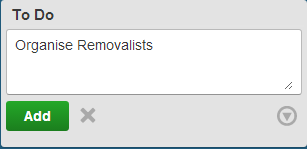 To Do
Organise Removalists
Add